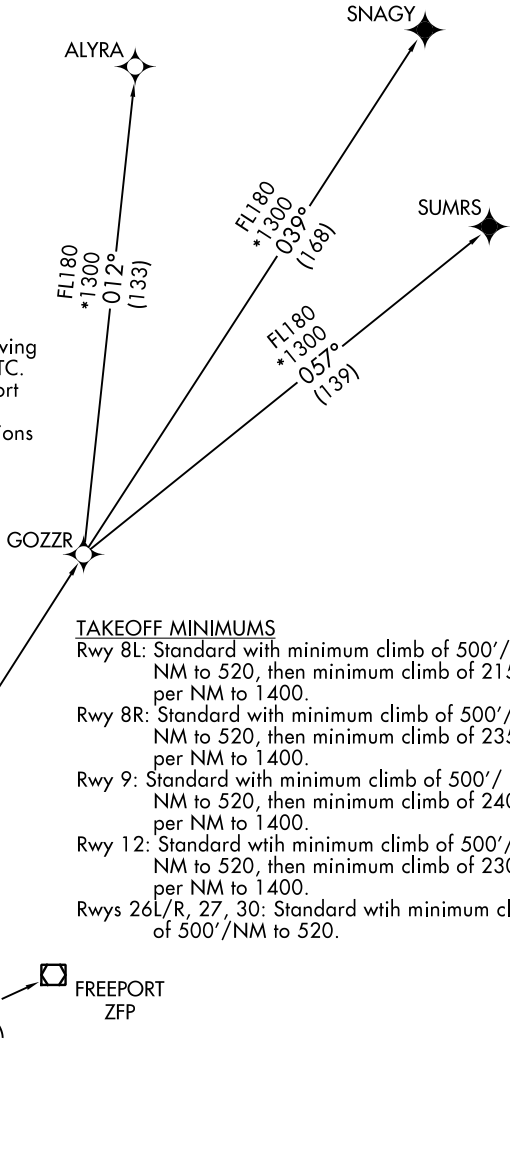 SNAGY
ALYRA
SUMRS
FL180
*1300
039°
(168)
FL180
*1300
012°
(133)
FL180
*1300
057°
(139)
ort
ons
GOZZR
TAKEOFF MINIMUMS
Rwy 8L: Standard with minimum climb of 500'/
NM to 520, then minimum climb of 215
per NM to 1400.
Rwy 8R: Standard with minimum climb of 500'/
NM to 520, then minimum climb of 235
per NM to 1400.
Rwy 9: Standard with minimum climb of 500'/
NM to 520, then minimum climb of 240
per NM to 1400.
Rwy 12: Standard wtih minimum climb of 500'/
NM to 520, then minimum climb of 230
per NM to 1400.
Rwys 26L/R, 27, 30: Standard wtih minimum cl
of 500'/NM to 520.
FREEPORT
ZFP